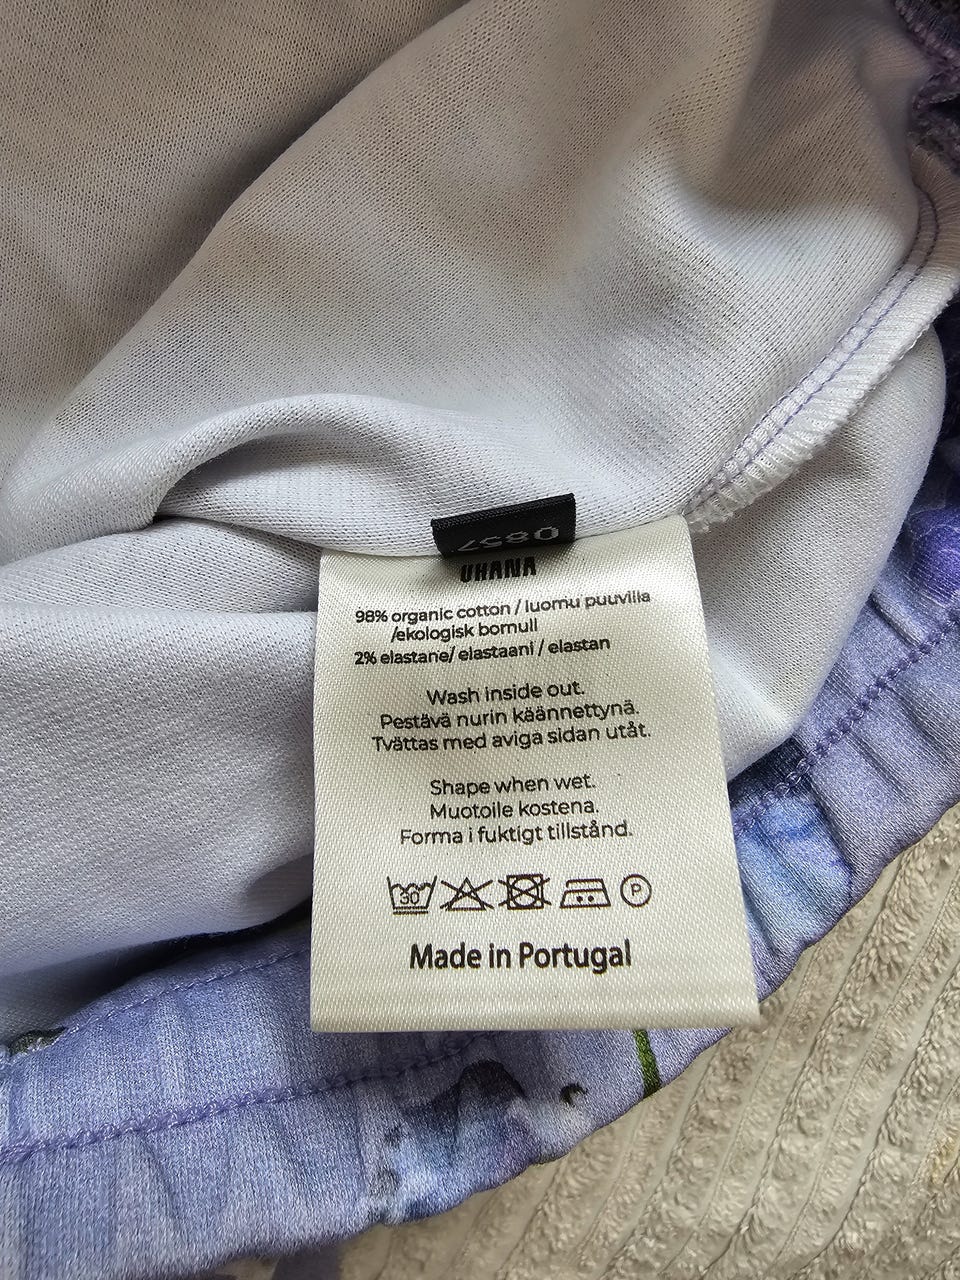 0857
UHANA
98% organic cotton / luomu puuvilla
/ekologisk bomull
2% elastane/ elastaani / elastan
Wash inside out.
Pestävä nurin käännettynä.
Tvättas med aviga sidan utåt.
Shape when wet.
Muotoile kostena.
Forma i fuktigt tillstånd.
30
P
Made in Portugal